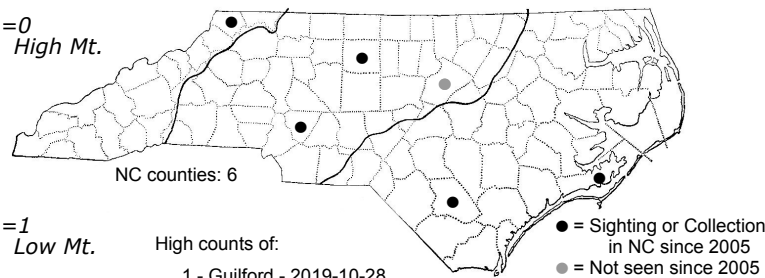 =0
High Mt.
NC counties: 6
=1
Low Mt.
High counts of:
1 - Guilford - 2019-10-28
● = Sighting or Collection
in NC since 2005
● = Not seen since 2005